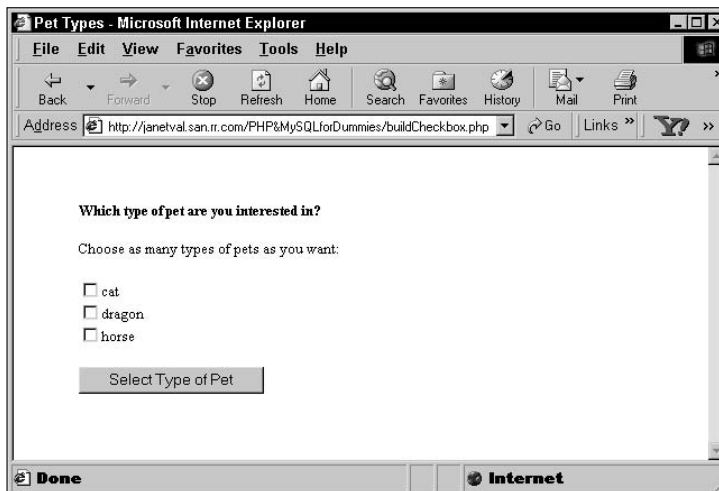 Pet Types - Microsoft Internet Explorer
File Edit View Favorites Tools Help
Back Forward Stop Refresh Home Search Favorites History Mail Print »
Address http://janetval.san.rr.com/PHP&MySQLforDummies/buildCheckbox.php Go Links » Y? »
Which type of pet are you interested in?
Choose as many types of pets as you want:
cat
dragon
horse
Select Type of Pet
Done Internet